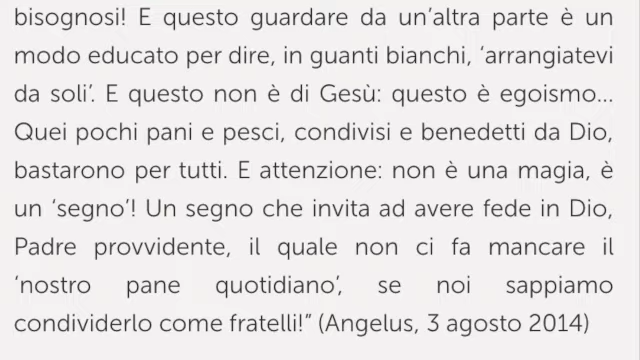 bisognosi! E questo guardare da un’altra parte è un
modo educato per dire, in guanti bianchi, ‘arrangiatevi
da soli’. E questo non è di Gesù: questo è egoismo...
Quei pochi pani e pesci, condivisi e benedetti da Dio,
bastarono per tutti. E attenzione: non è una magia, è
un ‘segno’! Un segno che invita ad avere fede in Dio,
Padre provvidente, il quale non ci fa mancare il
‘nostro pane quotidiano’, se noi sappiamo
condividerlo come fratelli!” (Angelus, 3 agosto 2014)